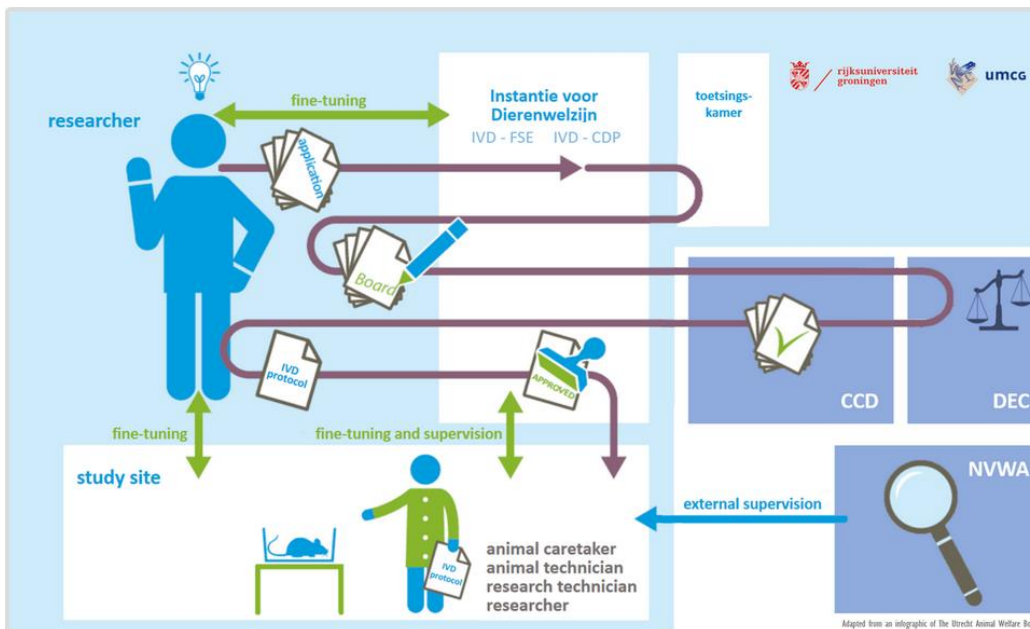 researcher
fine-tuning
Instantie voor
Dierenwelzijn
IVD - FSE IVD - CDP
toetsings-
kamer
rijksuniversiteit
groningen
umcg
application
Board
CCD
DEC
IVD
protocol
APPROVED
fine-tuning
fine-tuning and supervision
study site
IVD
protocol
animal caretaker
animal technician
research technician
researcher
external supervision
NVWA
Adapted from an infographic of The Utrecht Animal Welfare